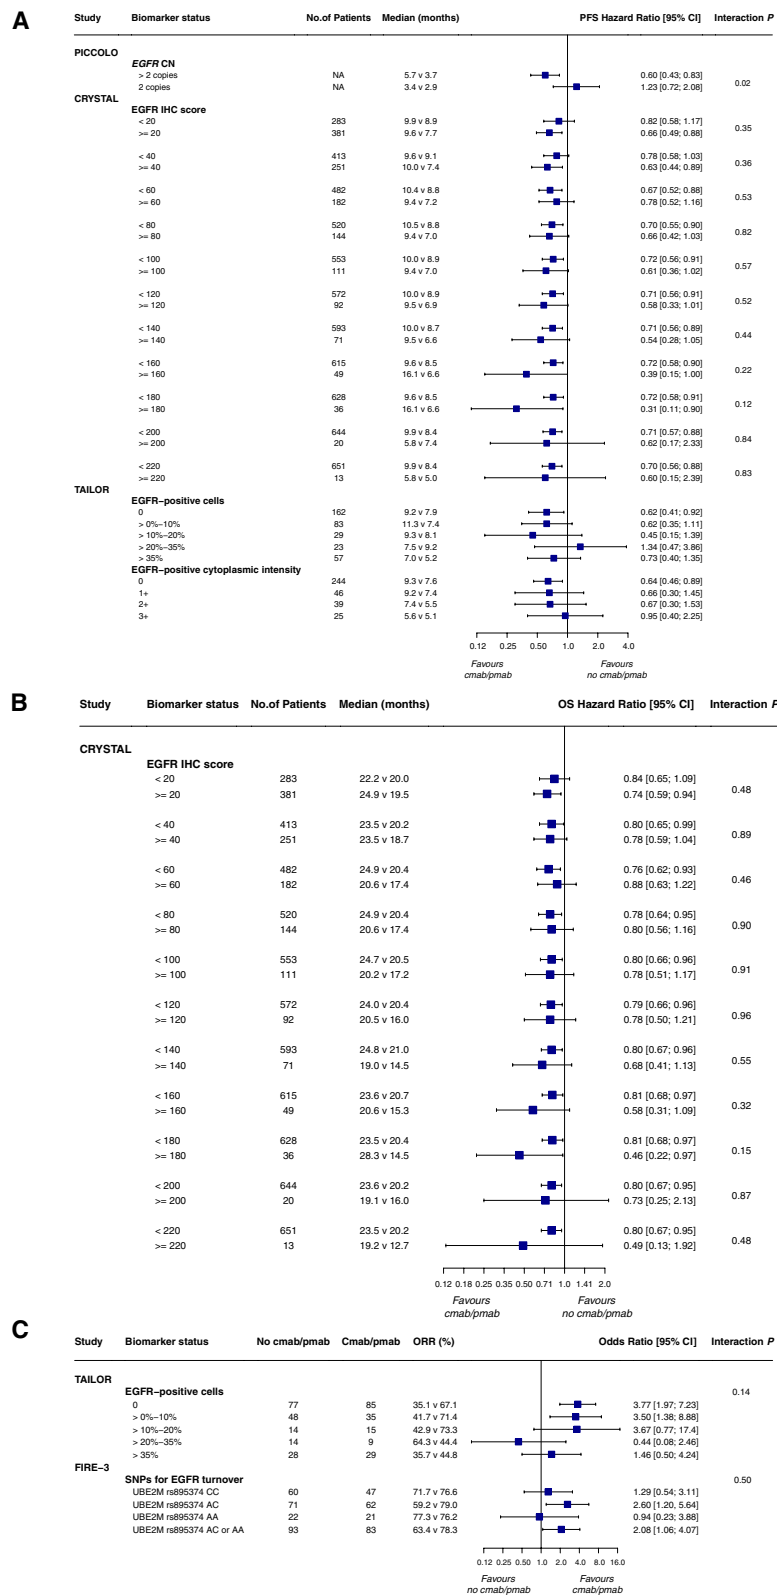 A
Study Biomarker status No.of Patients Median (months) PFS Hazard Ratio [95% CI] Interaction P
PICCOLO
EGFR CN
> 2 copies NA 5.7 v 3.7 0.60 [0.43; 0.83]
0.02
2 copies NA 3.4 v 2.9 1.23 [0.72; 2.08]
CRYSTAL
EGFR IHC score
< 20 283 9.9 v 8.9 0.82 [0.58; 1.17]
0.35
>= 20 381 9.6 v 7.7 0.66 [0.49; 0.88]
< 40 413 9.6 v 9.1 0.78 [0.58; 1.03]
0.36
>= 40 251 10.0 v 7.4 0.63 [0.44; 0.89]
< 60 482 10.4 v 8.8 0.67 [0.52; 0.88]
0.53
>= 60 182 9.4 v 7.2 0.78 [0.52; 1.16]
< 80 520 10.5 v 8.8 0.70 [0.55; 0.90]
0.82
>= 80 144 9.4 v 7.0 0.66 [0.42; 1.03]
< 100 553 10.0 v 8.9 0.72 [0.56; 0.91]
0.57
>= 100 111 9.4 v 7.0 0.61 [0.36; 1.02]
< 120 572 10.0 v 8.9 0.71 [0.56; 0.91]
0.52
>= 120 92 9.5 v 6.9 0.58 [0.33; 1.01]
< 140 593 10.0 v 8.7 0.71 [0.56; 0.89]
0.44
>= 140 71 9.5 v 6.6 0.54 [0.28; 1.05]
< 160 615 9.6 v 8.5 0.72 [0.58; 0.90]
0.22
>= 160 49 16.1 v 6.6 0.39 [0.15; 1.00]
< 180 628 9.6 v 8.5 0.72 [0.58; 0.91]
0.12
>= 180 36 16.1 v 6.6 0.31 [0.11; 0.90]
< 200 644 9.9 v 8.4 0.71 [0.57; 0.88]
0.84
>= 200 20 5.8 v 7.4 0.62 [0.17; 2.33]
< 220 651 9.9 v 8.4 0.70 [0.56; 0.88]
0.83
>= 220 13 5.8 v 5.0 0.60 [0.15; 2.39]
TAILOR
EGFR−positive cells
0 162 9.2 v 7.9 0.62 [0.41; 0.92]
> 0%−10% 83 11.3 v 7.4 0.62 [0.35; 1.11]
> 10%−20% 29 9.3 v 8.1 0.45 [0.15; 1.39]
> 20%−35% 23 7.5 v 9.2 1.34 [0.47; 3.86]
> 35% 57 7.0 v 5.2 0.73 [0.40; 1.35]
EGFR−positive cytoplasmic intensity
0 244 9.3 v 7.6 0.64 [0.46; 0.89]
1+ 46 9.2 v 7.4 0.66 [0.30; 1.45]
2+ 39 7.4 v 5.5 0.67 [0.30; 1.53]
3+ 25 5.6 v 5.1 0.95 [0.40; 2.25]
0.12 0.25 0.50 1.0 2.0 4.0
Favours Favours
cmab/pmab no cmab/pmab
B
Study Biomarker status No.of Patients Median (months) OS Hazard Ratio [95% CI] Interaction P
CRYSTAL
EGFR IHC score
< 20 283 22.2 v 20.0 0.84 [0.65; 1.09]
0.48
>= 20 381 24.9 v 19.5 0.74 [0.59; 0.94]
< 40 413 23.5 v 20.2 0.80 [0.65; 0.99]
0.89
>= 40 251 23.5 v 18.7 0.78 [0.59; 1.04]
< 60 482 24.9 v 20.4 0.76 [0.62; 0.93]
0.46
>= 60 182 20.6 v 17.4 0.88 [0.63; 1.22]
< 80 520 24.9 v 20.4 0.78 [0.64; 0.95]
0.90
>= 80 144 20.6 v 17.4 0.80 [0.56; 1.16]
< 100 553 24.7 v 20.5 0.80 [0.66; 0.96]
0.91
>= 100 111 20.2 v 17.2 0.78 [0.51; 1.17]
< 120 572 24.0 v 20.4 0.79 [0.66; 0.96]
0.96
>= 120 92 20.5 v 16.0 0.78 [0.50; 1.21]
< 140 593 24.8 v 21.0 0.80 [0.67; 0.96]
0.55
>= 140 71 19.0 v 14.5 0.68 [0.41; 1.13]
< 160 615 23.6 v 20.7 0.81 [0.68; 0.97]
0.32
>= 160 49 20.6 v 15.3 0.58 [0.31; 1.09]
< 180 628 23.5 v 20.4 0.81 [0.68; 0.97]
0.15
>= 180 36 28.3 v 14.5 0.46 [0.22; 0.97]
< 200 644 23.6 v 20.2 0.80 [0.67; 0.95]
0.87
>= 200 20 19.1 v 16.0 0.73 [0.25; 2.13]
< 220 651 23.5 v 20.2 0.80 [0.67; 0.95]
0.48
>= 220 13 19.2 v 12.7 0.49 [0.13; 1.92]
0.12 0.18 0.25 0.35 0.50 0.71 1.0 1.41 2.0
Favours Favours
cmab/pmab no cmab/pmab
C
Study Biomarker status No cmab/pmab Cmab/pmab ORR (%) Odds Ratio [95% CI] Interaction P
TAILOR
EGFR−positive cells 0.14
0 77 85 35.1 v 67.1 3.77 [1.97; 7.23]
> 0%−10% 48 35 41.7 v 71.4 3.50 [1.38; 8.88]
> 10%−20% 14 15 42.9 v 73.3 3.67 [0.77; 17.4]
> 20%−35% 14 9 64.3 v 44.4 0.44 [0.08; 2.46]
> 35% 28 29 35.7 v 44.8 1.46 [0.50; 4.24]
FIRE−3
SNPs for EGFR turnover 0.50
UBE2M rs895374 CC 60 47 71.7 v 76.6 1.29 [0.54; 3.11]
UBE2M rs895374 AC 71 62 59.2 v 79.0 2.60 [1.20; 5.64]
UBE2M rs895374 AA 22 21 77.3 v 76.2 0.94 [0.23; 3.88]
UBE2M rs895374 AC or AA 93 83 63.4 v 78.3 2.08 [1.06; 4.07]
0.12 0.25 0.50 1.0 2.0 4.0 8.0 16.0
Favours Favours
no cmab/pmab cmab/pmab